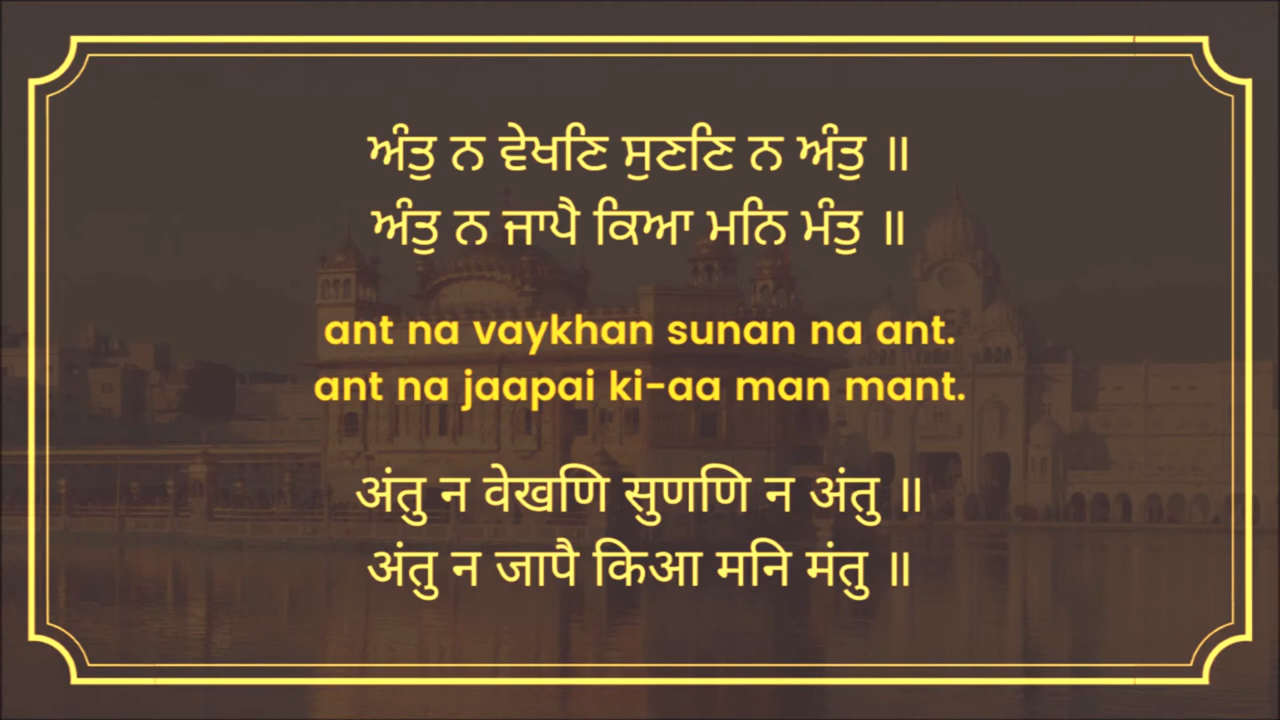 ਅੰਤੁ ਨ ਵੇਖਣਿ ਸੁਣਣਿ ਨ ਅੰਤੁ ॥
ਅੰਤੁ ਨ ਜਾਪੈ ਕਿਆ ਮਨਿ ਮੰਤੁ ॥
ant na vaykhan sunan na ant.
ant na jaapai ki-aa man mant.
अंतु न वेखणि सुणणि न अंतु ॥
अंतु न जापै किआ मनि मंतु ॥